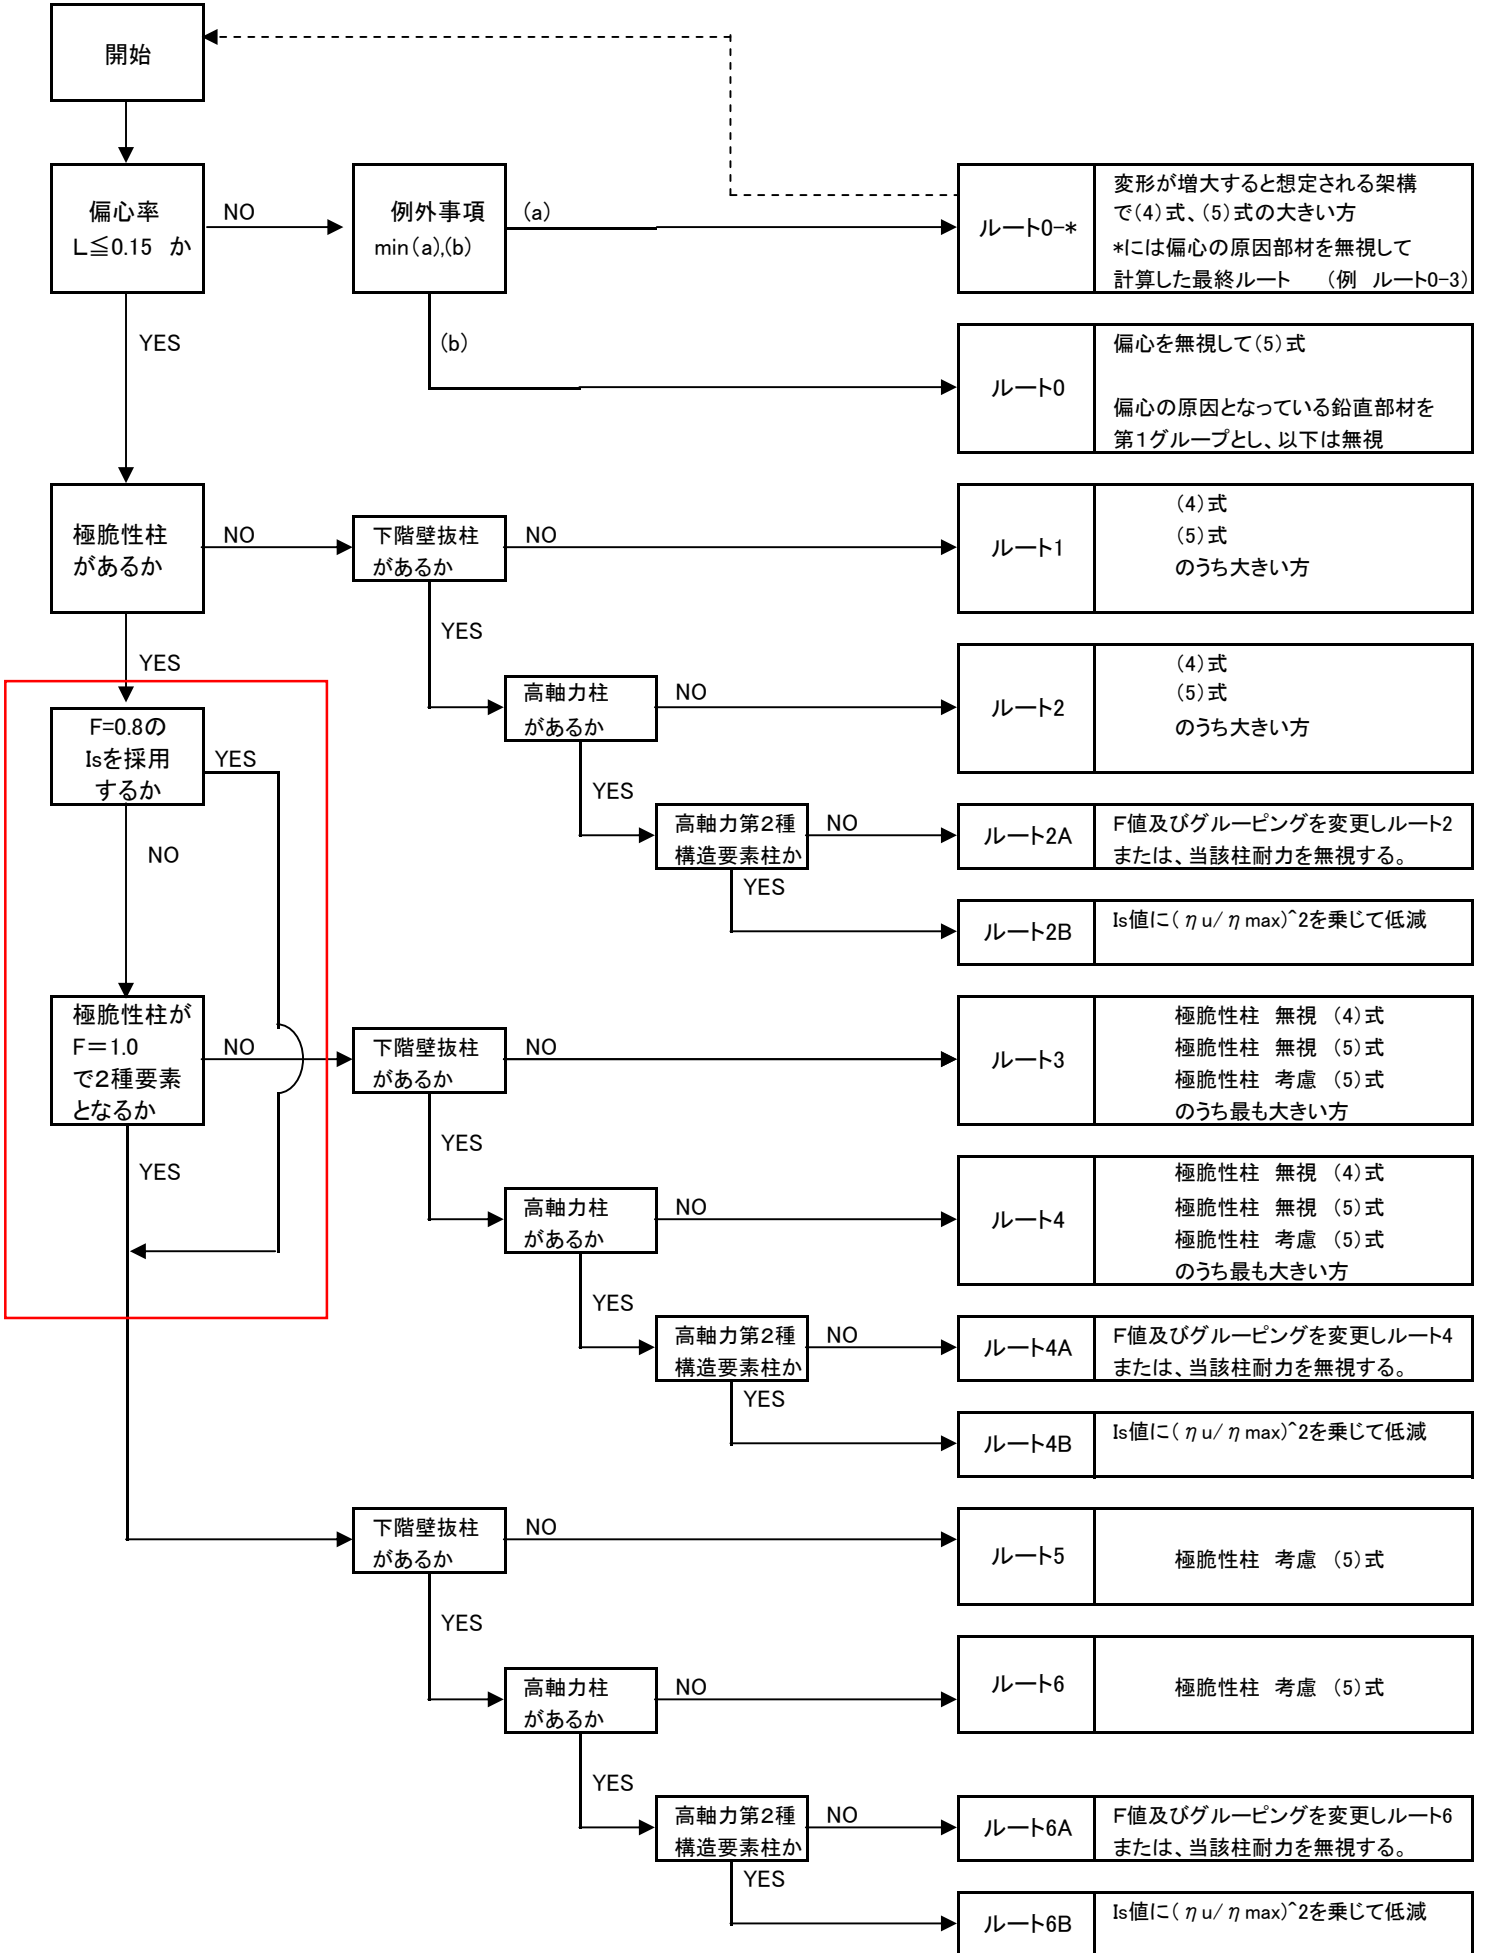 開始
偏心率
L≦0.15 か
NO
例外事項
min(a),(b)
(a)
ルート0-*
変形が増大すると想定される架構
で(4)式、(5)式の大きい方
*には偏心の原因部材を無視して
計算した最終ルート (例 ルート0-3)
YES
(b)
ルート0
偏心を無視して(5)式
偏心の原因となっている鉛直部材を
第1グループとし、以下は無視
極脆性柱
があるか
NO
下階壁抜柱
があるか
NO
ルート1
(4)式
(5)式
のうち大きい方
YES
YES
高軸力柱
があるか
NO
ルート2
(4)式
(5)式
のうち大きい方
F=0.8の
Isを採用
するか
YES
YES
高軸力第2種
構造要素柱か
NO
ルート2A
F値及びグルーピングを変更しルート2
または、当該柱耐力を無視する。
NO
YES
ルート2B
Is値に(ηu/ηmax)^2を乗じて低減
極脆性柱が
F=1.0
で2種要素
となるか
NO
下階壁抜柱
があるか
NO
ルート3
極脆性柱 無視 (4)式
極脆性柱 無視 (5)式
極脆性柱 考慮 (5)式
のうち最も大きい方
YES
YES
高軸力柱
があるか
NO
ルート4
極脆性柱 無視 (4)式
極脆性柱 無視 (5)式
極脆性柱 考慮 (5)式
のうち最も大きい方
YES
高軸力第2種
構造要素柱か
NO
ルート4A
F値及びグルーピングを変更しルート4
または、当該柱耐力を無視する。
YES
ルート4B
Is値に(ηu/ηmax)^2を乗じて低減
下階壁抜柱
があるか
NO
ルート5
極脆性柱 考慮 (5)式
YES
高軸力柱
があるか
NO
ルート6
極脆性柱 考慮 (5)式
YES
高軸力第2種
構造要素柱か
NO
ルート6A
F値及びグルーピングを変更しルート6
または、当該柱耐力を無視する。
YES
ルート6B
Is値に(ηu/ηmax)^2を乗じて低減